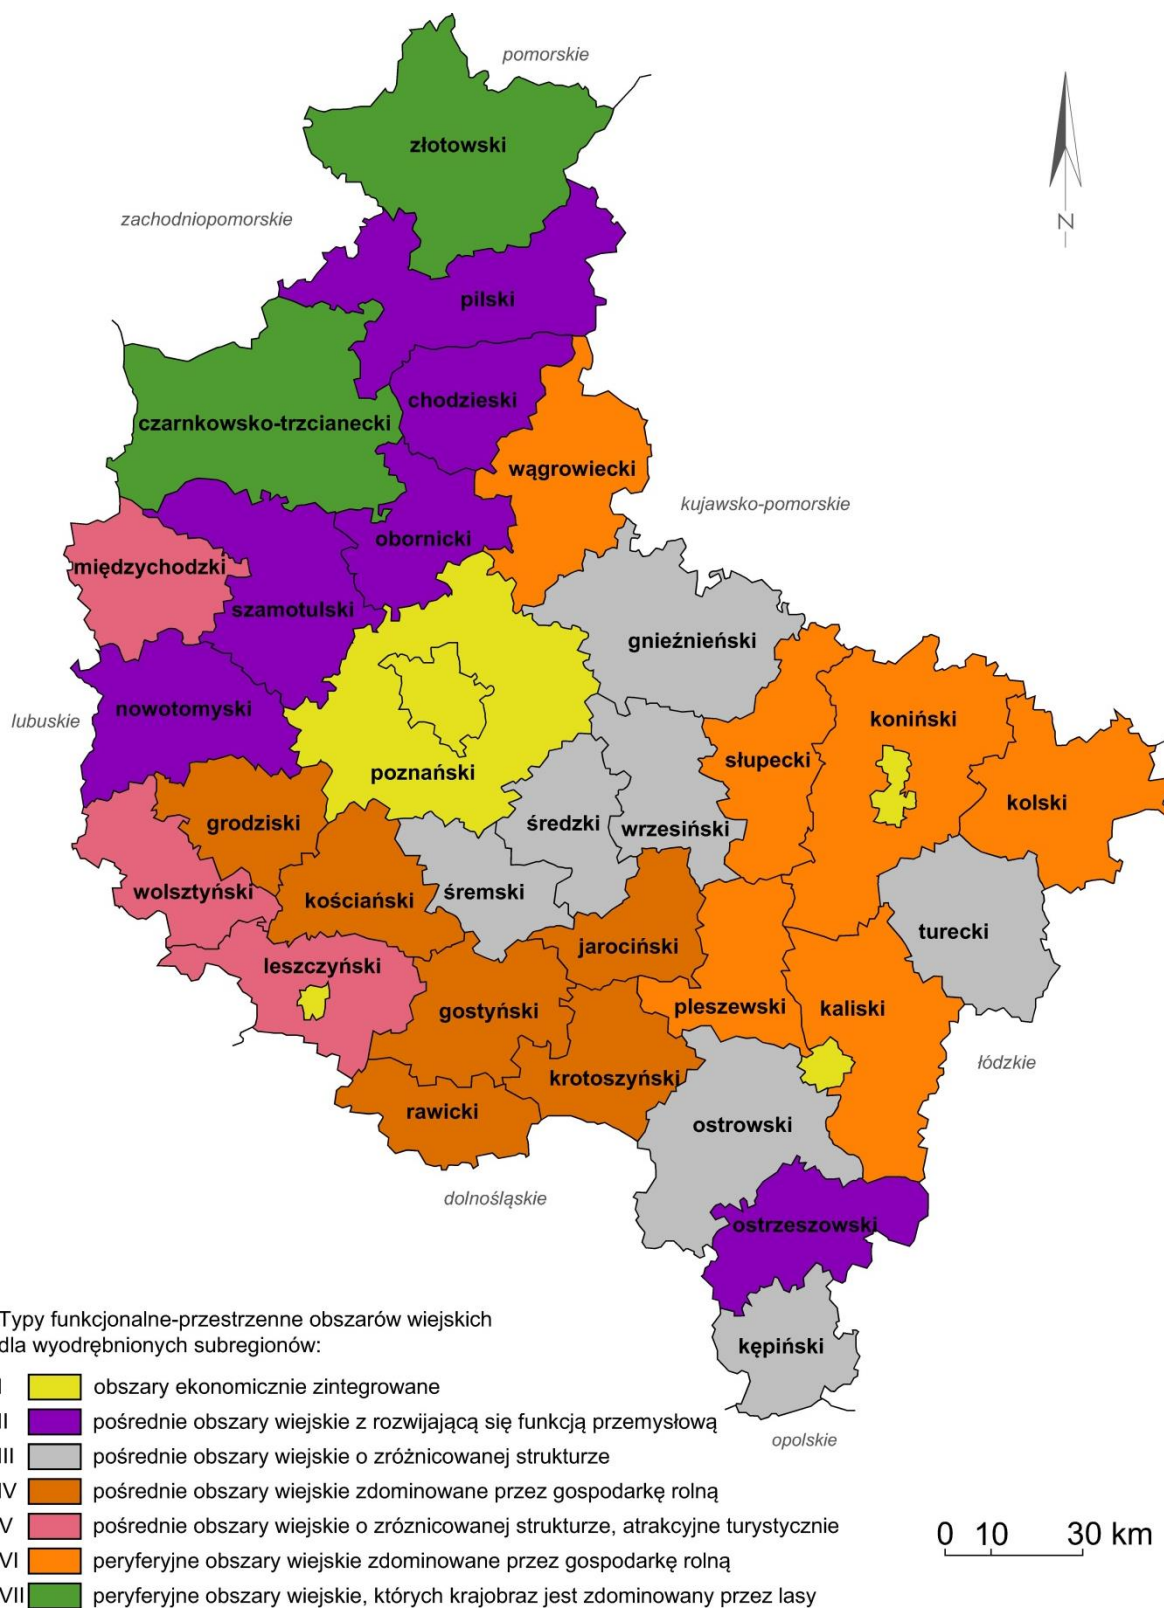 pomorskie
złotowski
zachodniopomorskie
N
pilski
chodzieski
czarnkowsko-trzcianecki
wągrowiecki
kujawsko-pomorskie
obornicki
międzychodzki
szamotulski
gnieźnieński
nowotomyski
lubuskie
koniński
słupecki
poznański
kolski
grodziski
średzki
wrzesiński
wolsztyński
kościański
śremski
turecki
jarociński
leszczyński
gostyński
pleszewski
kaliski
łódzkie
krotoszyński
rawicki
ostrowski
dolnośląskie
ostrzeszowski
kępiński
opolskie
Typy funkcjonalne-przestrzenne obszarów wiejskich
dla wyodrębnionych subregionów:
I obszary ekonomicznie zintegrowane
II pośrednie obszary wiejskie z rozwijającą się funkcją przemysłową
III pośrednie obszary wiejskie o zróżnicowanej strukturze
IV pośrednie obszary wiejskie zdominowane przez gospodarkę rolną
V pośrednie obszary wiejskie o zróznicowanej strukturze, atrakcyjne turystycznie
VI peryferyjne obszary wiejskie zdominowane przez gospodarkę rolną
VII peryferyjne obszary wiejskie, których krajobraz jest zdominowany przez lasy
0 10 30 km